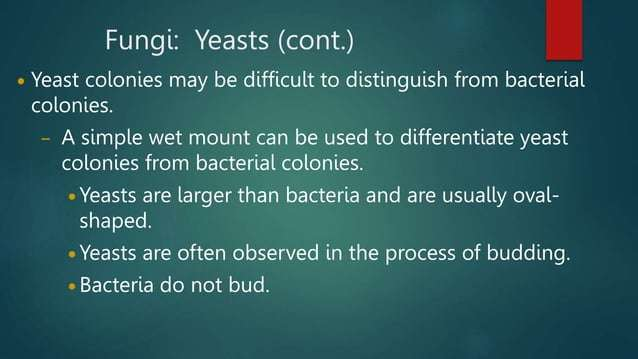 Fungi:  Yeasts (cont.)
• Yeast colonies may be difficult to distinguish from bacterial
colonies.
– A simple wet mount can be used to differentiate yeast
colonies from bacterial colonies.
• Yeasts are larger than bacteria and are usually oval-
shaped.
• Yeasts are often observed in the process of budding.
• Bacteria do not bud.